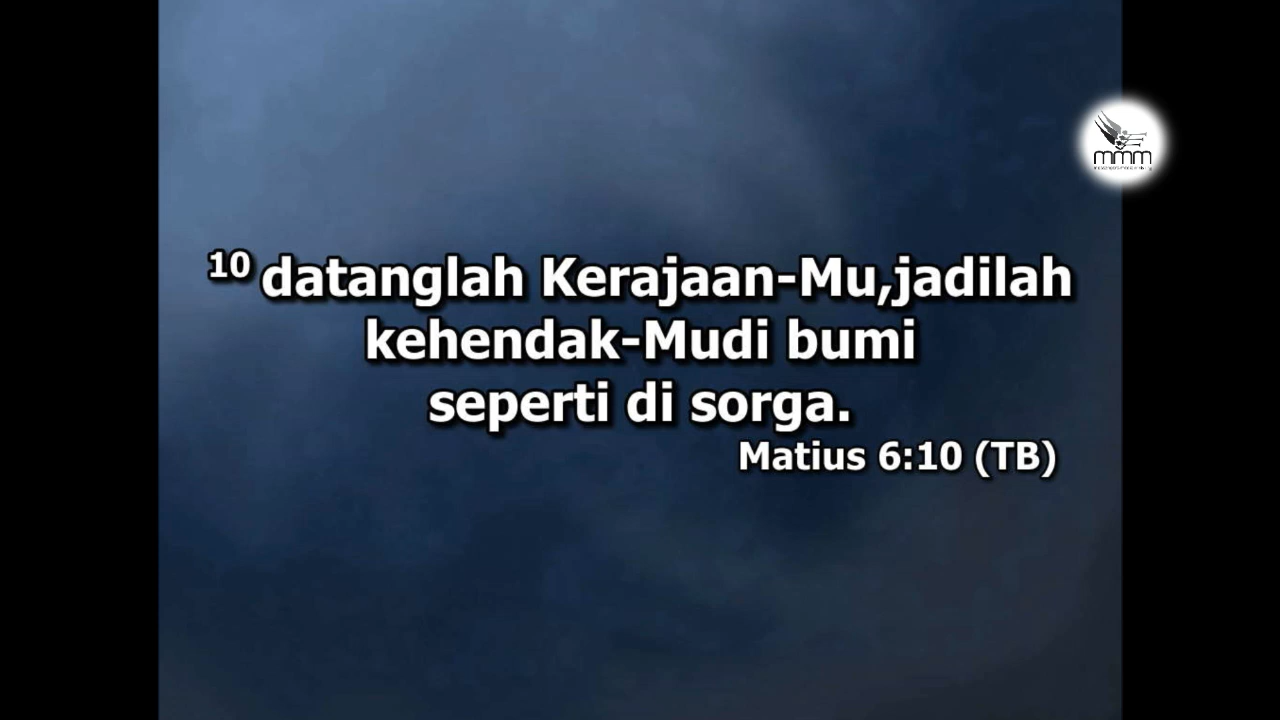 mmm
10 datanglah Kerajaan-Mu,jadilah
kehendak-Mudi bumi
seperti di sorga.
Matius 6:10 (TB)